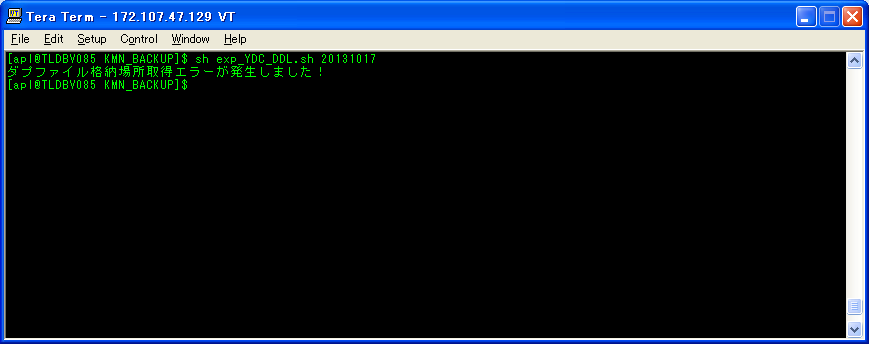 Tera Term - 172.107.47.129 VT
File Edit Setup Control Window Help
[apl@TLDBV085 KMN_BACKUP]$ sh exp_YDC_DDL.sh 20131017
ダブファイル格納場所取得エラーが発生しました！
[apl@TLDBV085 KMN_BACKUP]$